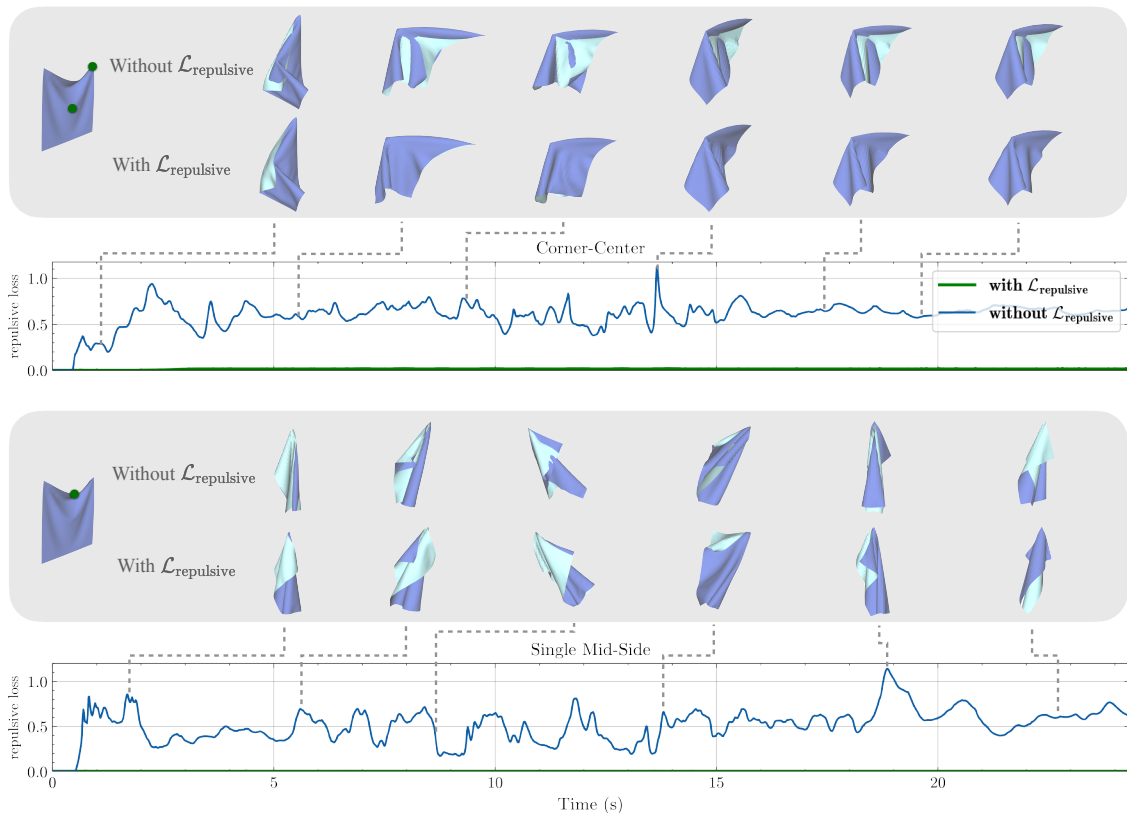 Without ℒrepulsive
With ℒrepulsive
Corner-Center
repulsive loss
1.0
0.5
0.0
with ℒrepulsive
without ℒrepulsive
Without ℒrepulsive
With ℒrepulsive
Single Mid-Side
repulsive loss
1.0
0.5
0.0
0 5 10 15 20
Time (s)